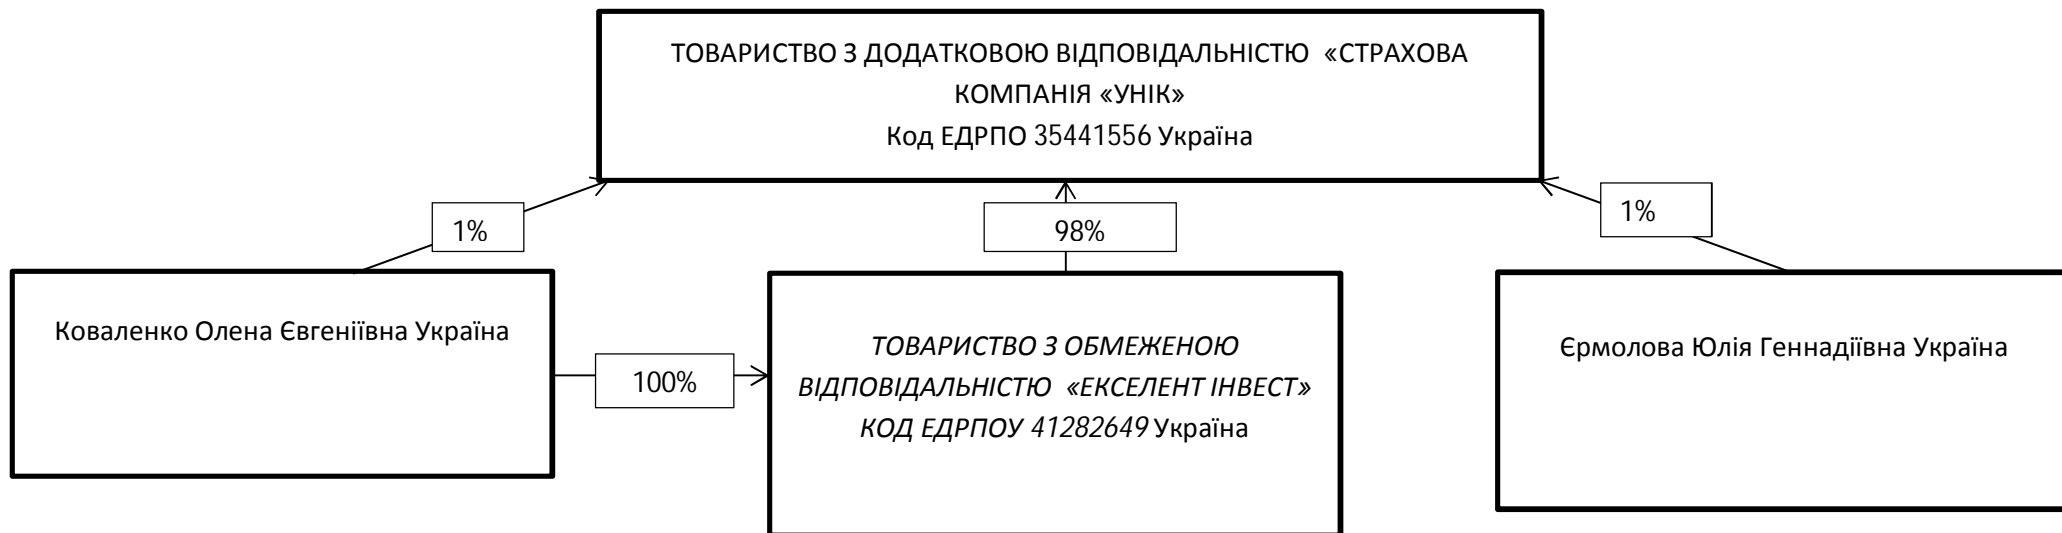 ТОВАРИСТВО З ДОДАТКОВОЮ ВІДПОВІДАЛЬНІСТЮ «СТРАХОВА
КОМПАНІЯ «УНІК»
Код ЕДРПО 35441556 Україна
1%
98%
1%
Коваленко Олена Євгеніївна Україна
100%
ТОВАРИСТВО З ОБМЕЖЕНОЮ
ВІДПОВІДАЛЬНІСТЮ «ЕКСЕЛЕНТ ІНВЕСТ»
КОД ЕДРПОУ 41282649 Україна
Єрмолова Юлія Геннадіївна Україна